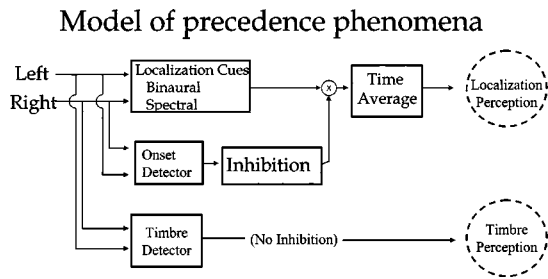 Model of precedence phenomena
Left
Right
Localization Cues
Binaural
Spectral
x
Time
Average
Localization
Perception
Onset
Detector
Inhibition
Timbre
Detector
(No Inhibition)
Timbre
Perception